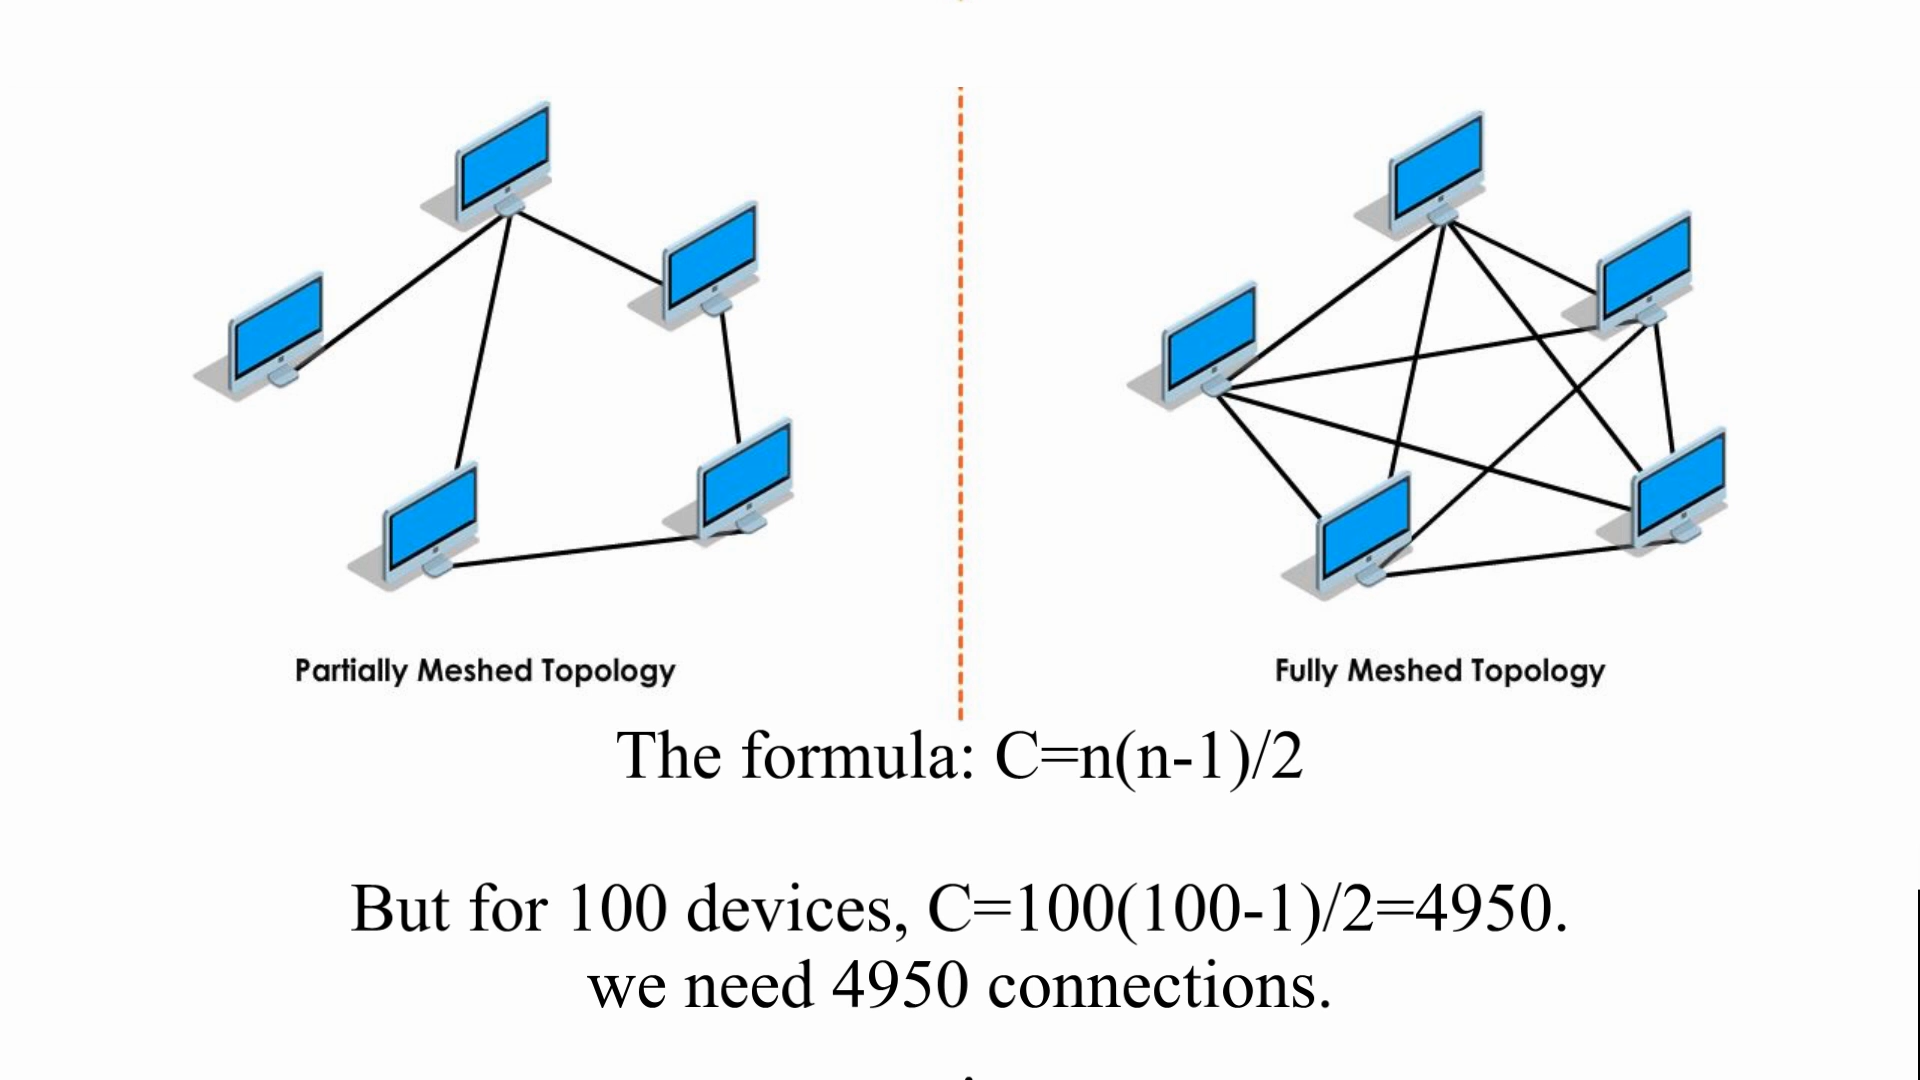 Partially Meshed Topology
Fully Meshed Topology
The formula: C=n(n-1)/2
But for 100 devices, C=100(100-1)/2=4950.
we need 4950 connections.